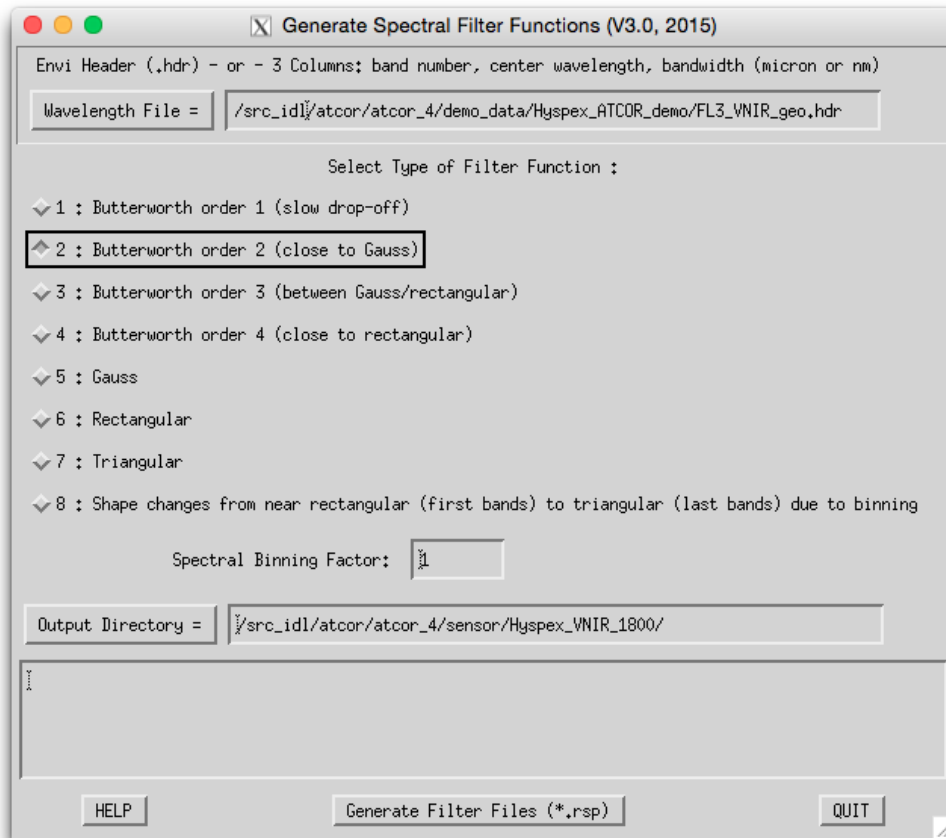 Generate Spectral Filter Functions (V3.0, 2015)
Envi Header (.hdr) - or - 3 Columns: band number, center wavelength, bandwidth (micron or nm)
Wavelength File = /src_idl/atcor/atcor_4/demo_data/Hyspex_ATCOR_demo/FL3_VNIR_geo.hdr
Select Type of Filter Function :
1 : Butterworth order 1 (slow drop-off)
2 : Butterworth order 2 (close to Gauss)
3 : Butterworth order 3 (between Gauss/rectangular)
4 : Butterworth order 4 (close to rectangular)
5 : Gauss
6 : Rectangular
7 : Triangular
8 : Shape changes from near rectangular (first bands) to triangular (last bands) due to binning
Spectral Binning Factor: 1
Output Directory = /src_idl/atcor/atcor_4/sensor/Hyspex_VNIR_1800/
HELP Generate Filter Files (*.rsp) QUIT